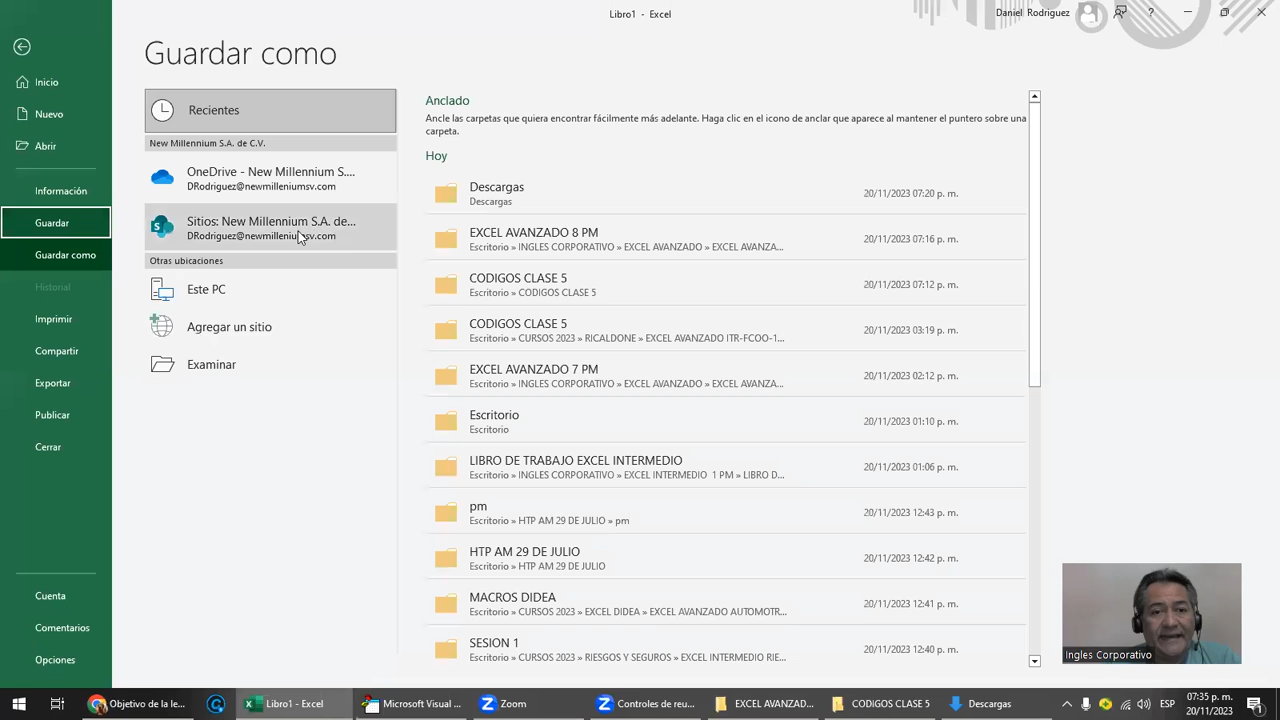 Libro1 - Excel
Daniel Rodriguez
?
Guardar como
Inicio
Nuevo
Abrir
Información
Guardar
Guardar como
Historial
Imprimir
Compartir
Exportar
Publicar
Cerrar
Cuenta
Comentarios
Opciones
Recientes
New Millennium S.A. de C.V.
OneDrive - New Millennium S....
DRodriguez@newmilleniumsv.com
Sitios: New Millennium S.A. de...
DRodriguez@newmilleniumsv.com
Otras ubicaciones
Este PC
Agregar un sitio
Examinar
Anclado
Ancle las carpetas que quiera encontrar fácilmente más adelante. Haga clic en el icono de anclar que aparece al mantener el puntero sobre una
carpeta.
Hoy
Descargas
Descargas
20/11/2023 07:20 p. m.
EXCEL AVANZADO 8 PM
Escritorio » INGLES CORPORATIVO » EXCEL AVANZADO » EXCEL AVANZA...
20/11/2023 07:16 p. m.
CODIGOS CLASE 5
Escritorio » CODIGOS CLASE 5
20/11/2023 07:12 p. m.
CODIGOS CLASE 5
Escritorio » CURSOS 2023 » RICALDONE » EXCEL AVANZADO ITR-FCOO-1...
20/11/2023 03:19 p. m.
EXCEL AVANZADO 7 PM
Escritorio » INGLES CORPORATIVO » EXCEL AVANZADO » EXCEL AVANZA...
20/11/2023 02:12 p. m.
Escritorio
Escritorio
20/11/2023 01:10 p. m.
LIBRO DE TRABAJO EXCEL INTERMEDIO
Escritorio » INGLES CORPORATIVO » EXCEL INTERMEDIO 1 PM » LIBRO D...
20/11/2023 01:06 p. m.
pm
Escritorio » HTP AM 29 DE JULIO » pm
20/11/2023 12:43 p. m.
HTP AM 29 DE JULIO
Escritorio » HTP AM 29 DE JULIO
20/11/2023 12:42 p. m.
MACROS DIDEA
Escritorio » CURSOS 2023 » EXCEL DIDEA » EXCEL AVANZADO AUTOMOTR...
20/11/2023 12:41 p. m.
SESION 1
Escritorio » CURSOS 2023 » RIESGOS Y SEGUROS » EXCEL INTERMEDIO RIE...
20/11/2023 12:40 p. m.
Ingles Corporativo
Objetivo de la le...
Libro1 - Excel
Microsoft Visual ...
Zoom
Controles de reu...
EXCEL AVANZAD...
CODIGOS CLASE 5
Descargas
ESP
07:35 p. m.
20/11/2023